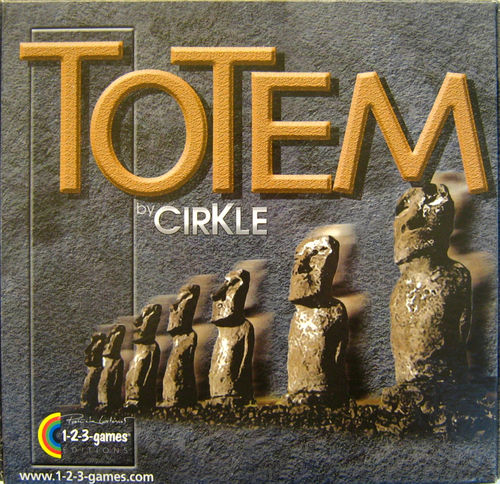 TOTEM
by CIRKLE
1-2-3-games
EDITIONS
www.1-2-3-games.com